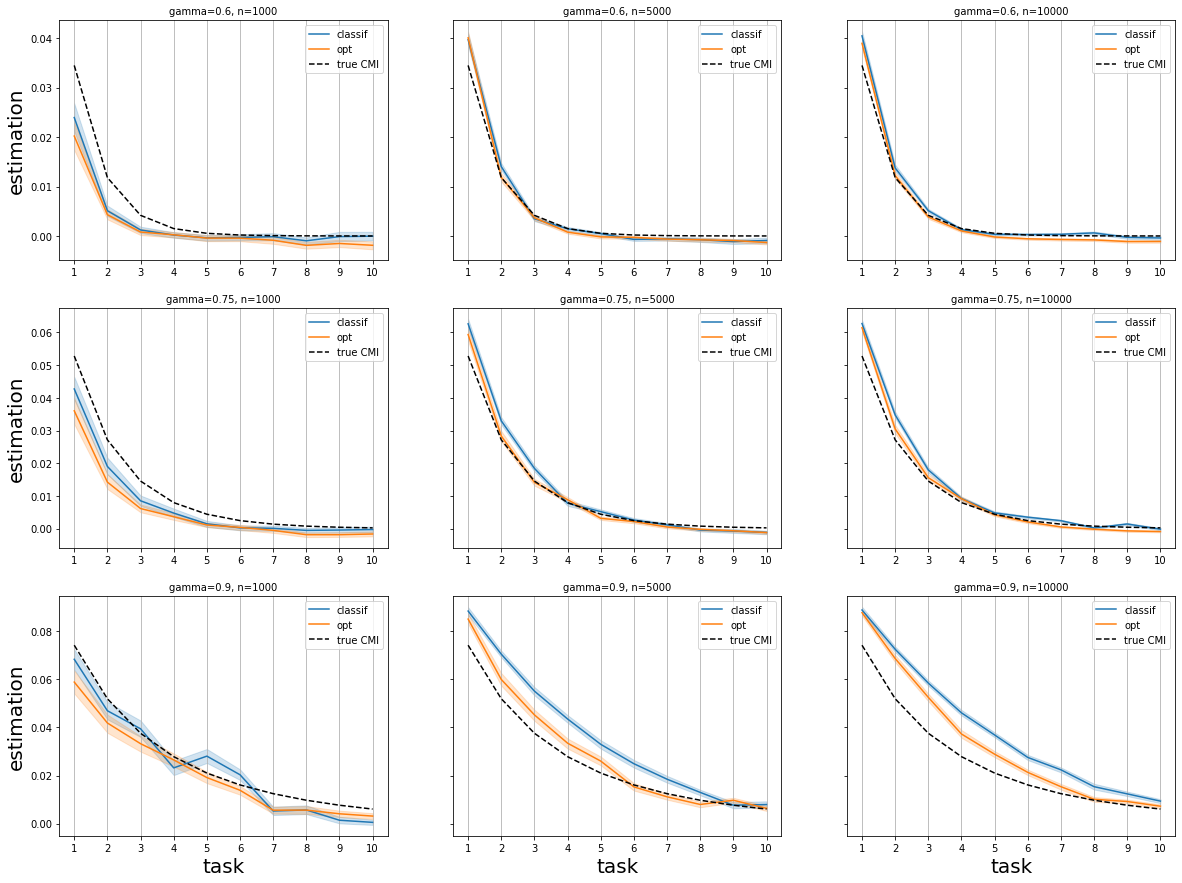 gamma=0.6, n=1000
gamma=0.6, n=5000
gamma=0.6, n=10000
estimation
0.04
0.03
0.02
0.01
0.00
classif
opt
true CMI
1 2 3 4 5 6 7 8 9 10
classif
opt
true CMI
1 2 3 4 5 6 7 8 9 10
classif
opt
true CMI
1 2 3 4 5 6 7 8 9 10
gamma=0.75, n=1000
gamma=0.75, n=5000
gamma=0.75, n=10000
estimation
0.06
0.05
0.04
0.03
0.02
0.01
0.00
classif
opt
true CMI
1 2 3 4 5 6 7 8 9 10
classif
opt
true CMI
1 2 3 4 5 6 7 8 9 10
classif
opt
true CMI
1 2 3 4 5 6 7 8 9 10
gamma=0.9, n=1000
gamma=0.9, n=5000
gamma=0.9, n=10000
estimation
0.08
0.06
0.04
0.02
0.00
classif
opt
true CMI
1 2 3 4 5 6 7 8 9 10
task
classif
opt
true CMI
1 2 3 4 5 6 7 8 9 10
task
classif
opt
true CMI
1 2 3 4 5 6 7 8 9 10
task